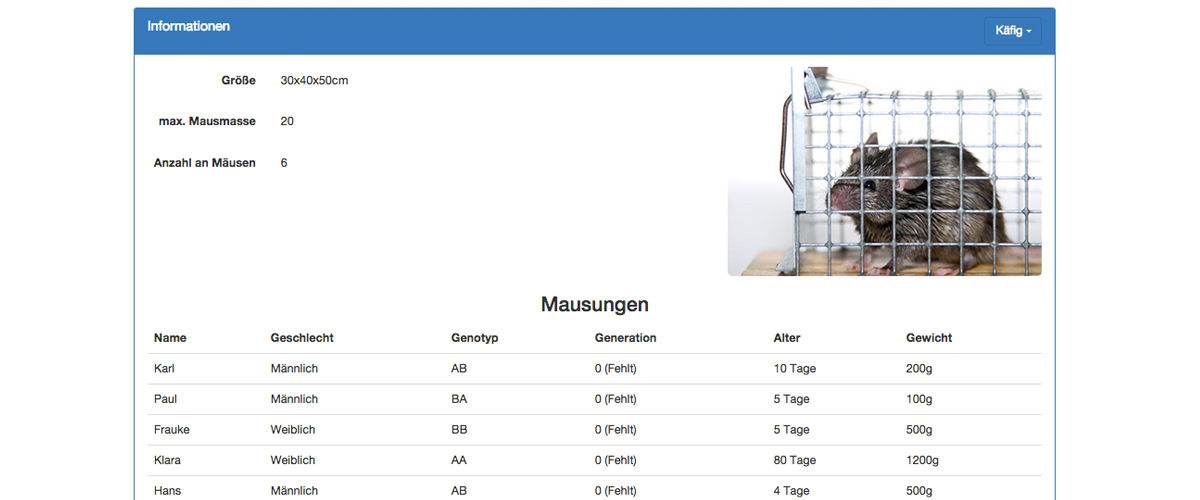 Informationen Käfig
Größe 30x40x50cm
max. Mausmasse 20
Anzahl an Mäusen 6
Mausungen
Name Geschlecht Genotyp Generation Alter Gewicht
Karl Männlich AB 0 (Fehlt) 10 Tage 200g
Paul Männlich BA 0 (Fehlt) 5 Tage 100g
Frauke Weiblich BB 0 (Fehlt) 5 Tage 500g
Klara Weiblich AA 0 (Fehlt) 80 Tage 1200g
Hans Männlich AB 0 (Fehlt) 4 Tage 500g